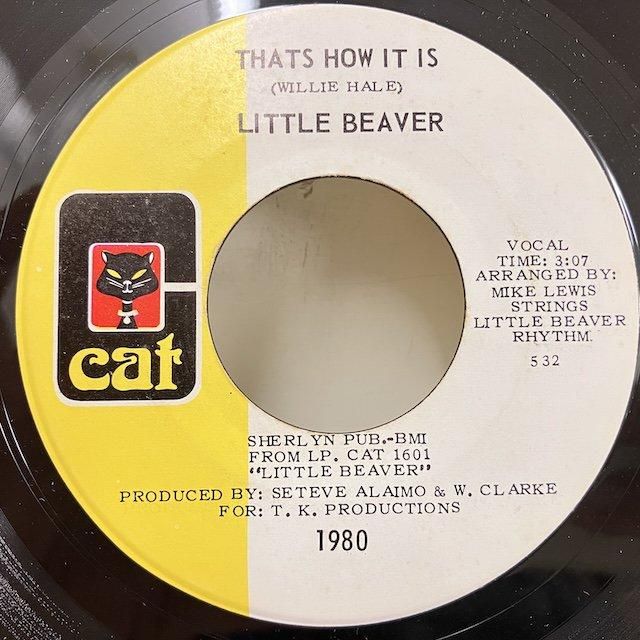 THATS HOW IT IS
(WILLIE HALE)
LITTLE BEAVER
cat
VOCAL
TIME: 3:07
ARRANGED BY:
MIKE LEWIS
STRINGS
LITTLE BEAVER
RHYTHM.
532
SHERLYN PUB.-BMI
FROM LP. CAT 1601
"LITTLE BEAVER"
PRODUCED BY: SETEVE ALAIMO & W. CLARKE
FOR: T. K. PRODUCTIONS
1980